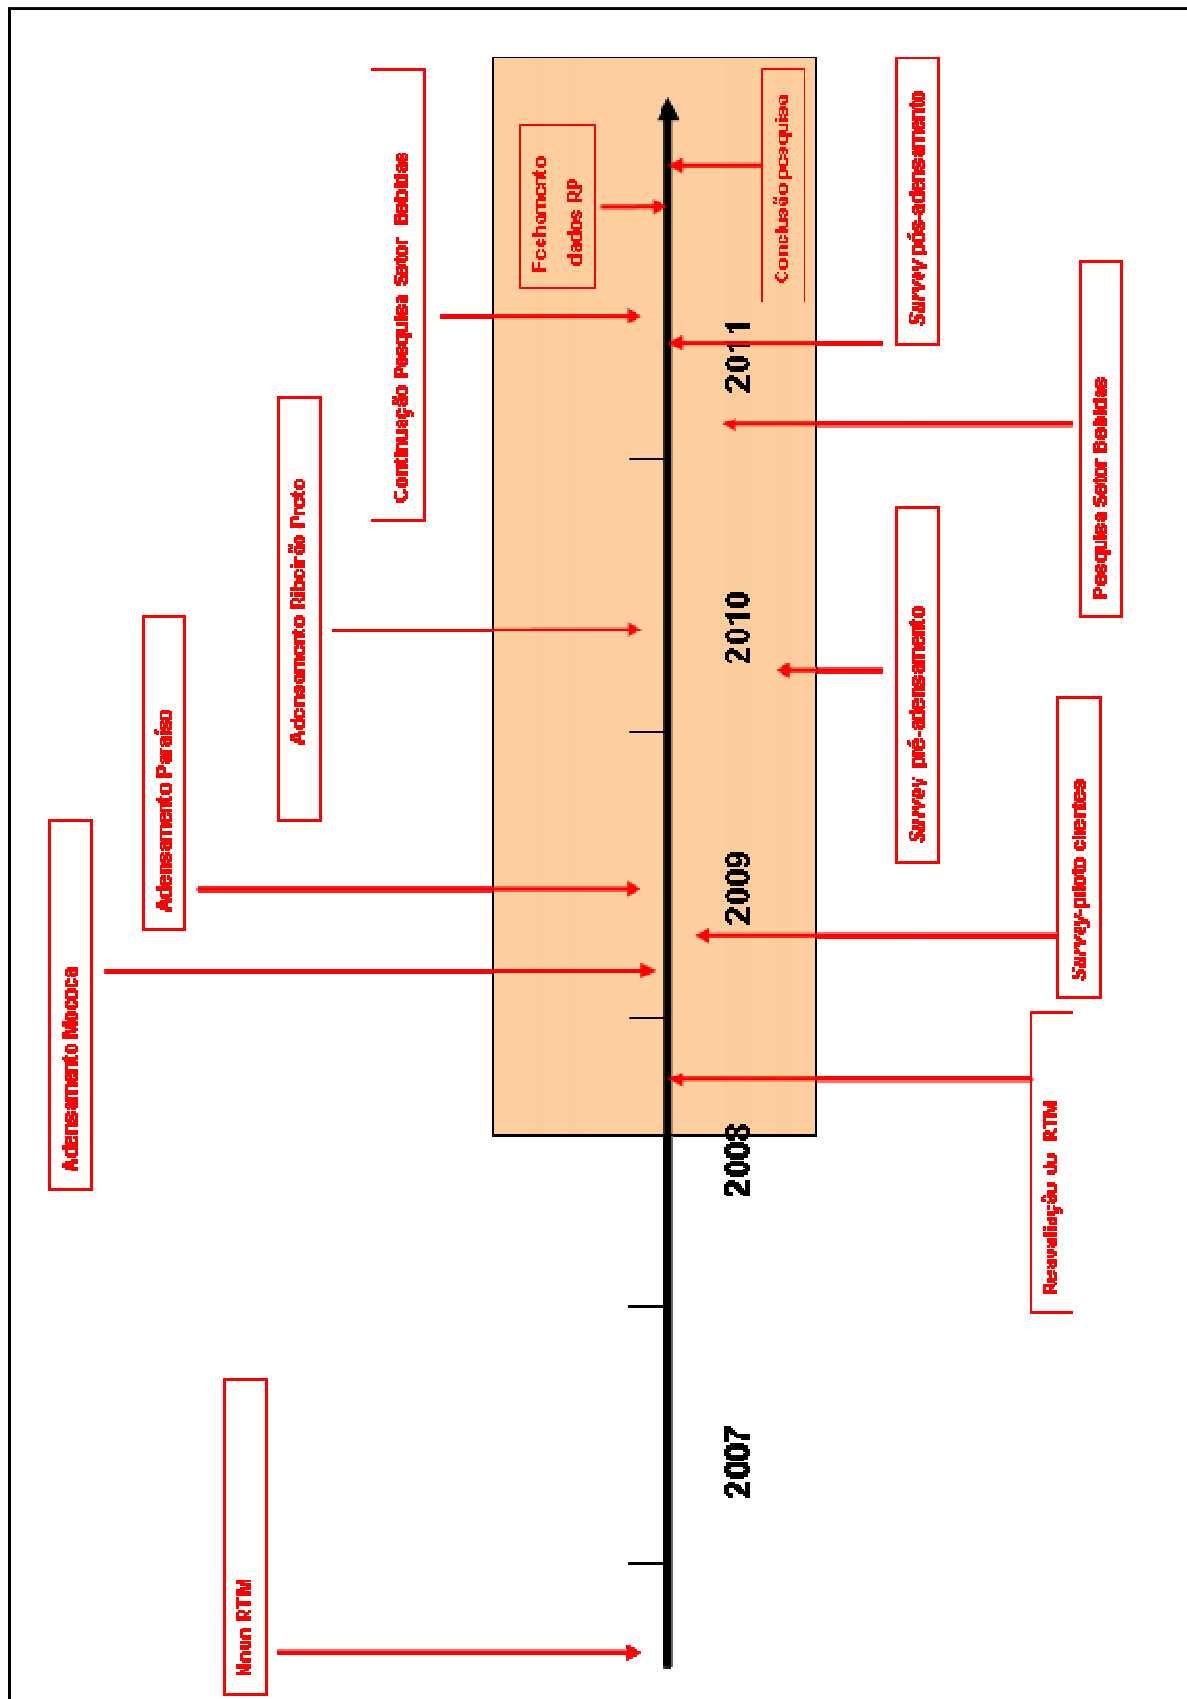 Adensamento Mococa
Adensamento Paraíso
Novo RTM
Adensamento Ribeirão Preto
Continuação Pesquisa Setor Bebidas
Fechamento
dados RP
2007
2008
2009
2010
2011
Conclusão pesquisa
Survey pré-adensamento
Survey pós-adensamento
Reavaliação do RTM
Survey-piloto clientes
Pesquisa Setor Bebidas